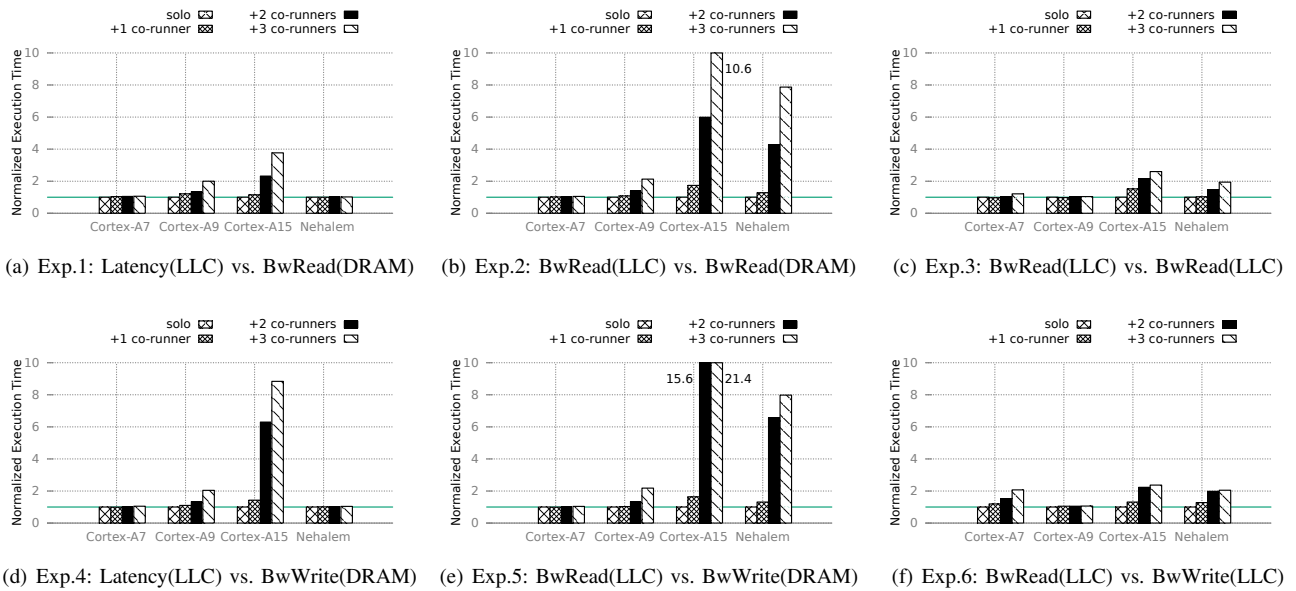 solo
+1 co-runner
+2 co-runners
+3 co-runners
Normalized Execution Time
10
8
6
4
2
0
10.6
Cortex-A7 Cortex-A9 Cortex-A15 Nehalem
(a) Exp.1: Latency(LLC) vs. BwRead(DRAM)
solo
+1 co-runner
+2 co-runners
+3 co-runners
Normalized Execution Time
10
8
6
4
2
0
Cortex-A7 Cortex-A9 Cortex-A15 Nehalem
(b) Exp.2: BwRead(LLC) vs. BwRead(DRAM)
solo
+1 co-runner
+2 co-runners
+3 co-runners
Normalized Execution Time
10
8
6
4
2
0
Cortex-A7 Cortex-A9 Cortex-A15 Nehalem
(c) Exp.3: BwRead(LLC) vs. BwRead(LLC)
solo
+1 co-runner
+2 co-runners
+3 co-runners
Normalized Execution Time
10
8
6
4
2
0
Cortex-A7 Cortex-A9 Cortex-A15 Nehalem
(d) Exp.4: Latency(LLC) vs. BwWrite(DRAM)
solo
+1 co-runner
+2 co-runners
+3 co-runners
Normalized Execution Time
10
8
6
4
2
0
15.6
21.4
Cortex-A7 Cortex-A9 Cortex-A15 Nehalem
(e) Exp.5: BwRead(LLC) vs. BwWrite(DRAM)
solo
+1 co-runner
+2 co-runners
+3 co-runners
Normalized Execution Time
10
8
6
4
2
0
Cortex-A7 Cortex-A9 Cortex-A15 Nehalem
(f) Exp.6: BwRead(LLC) vs. BwWrite(LLC)